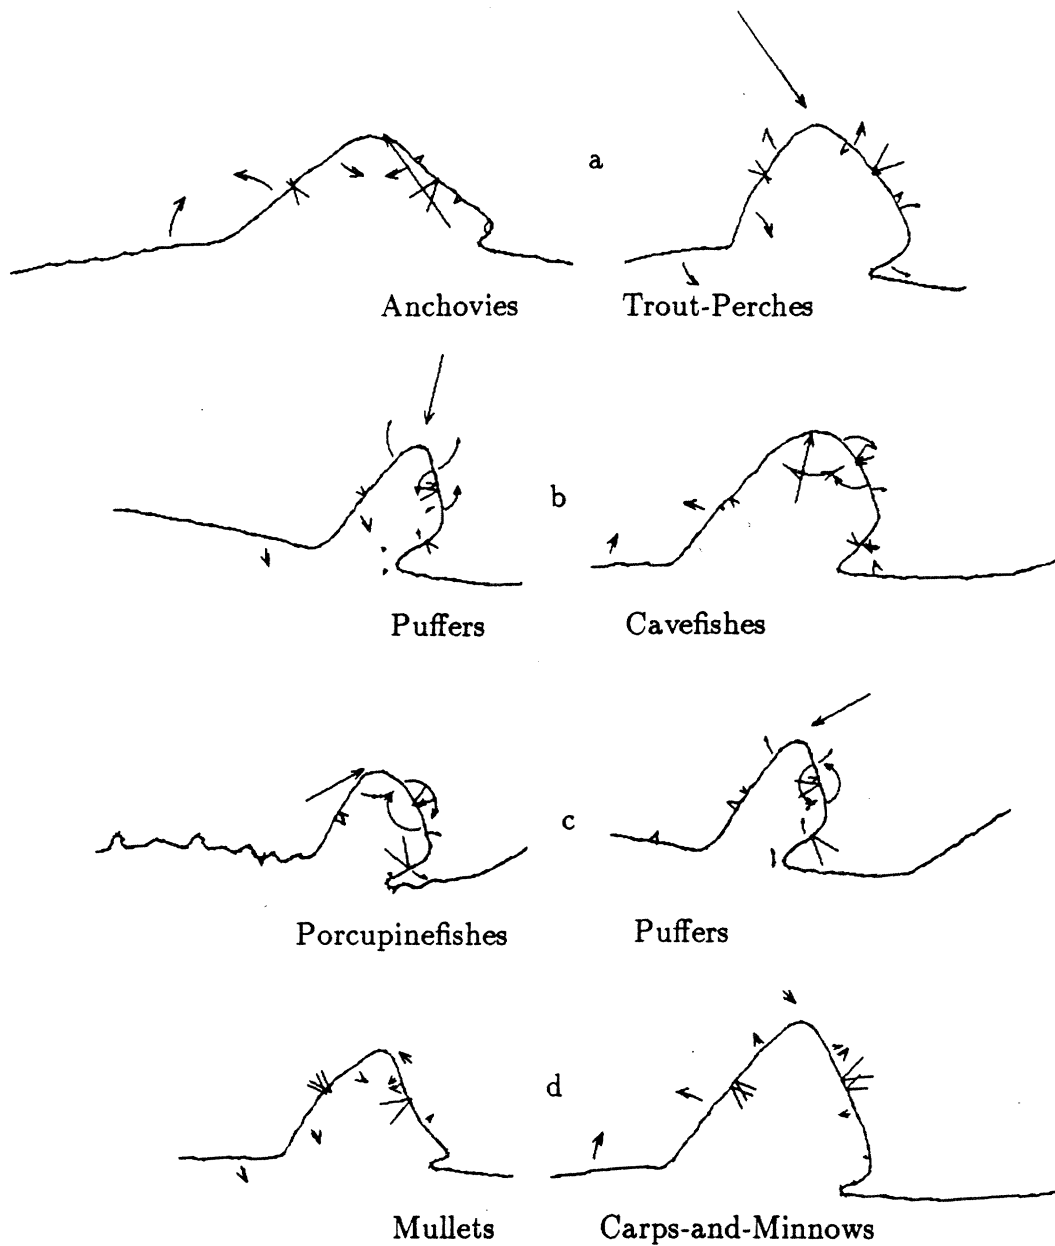 a
Anchovies Trout-Perches
b
Puffers Cavefishes
c
Porcupinefishes Puffers
d
Mullets Carps-and-Minnows